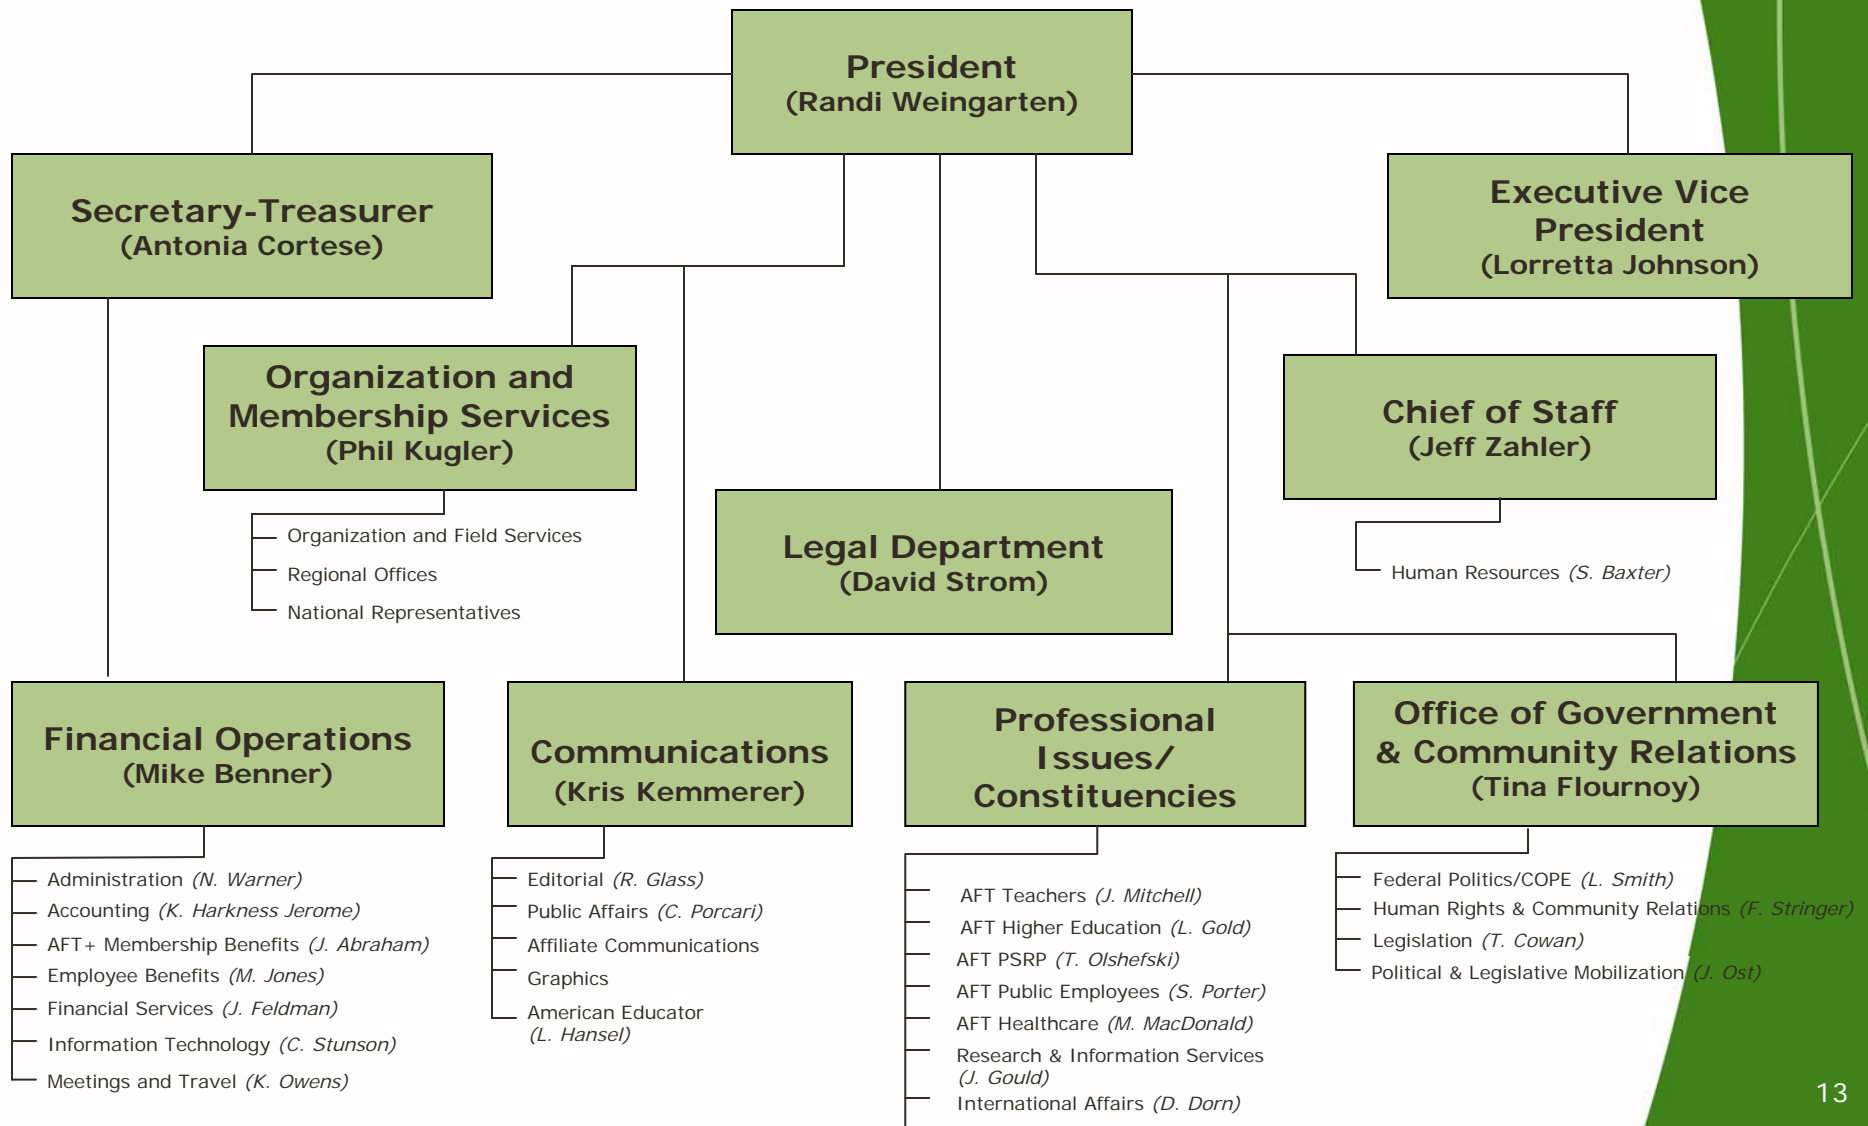 President
(Randi Weingarten)
Secretary-Treasurer
(Antonia Cortese)
Executive Vice
President
(Lorretta Johnson)
Organization and
Membership Services
(Phil Kugler)
Organization and Field Services
Regional Offices
National Representatives
Legal Department
(David Strom)
Chief of Staff
(Jeff Zahler)
Human Resources (S. Baxter)
Financial Operations
(Mike Benner)
Administration (N. Warner)
Accounting (K. Harkness Jerome)
AFT+ Membership Benefits (J. Abraham)
Employee Benefits (M. Jones)
Financial Services (J. Feldman)
Information Technology (C. Stunson)
Meetings and Travel (K. Owens)
Communications
(Kris Kemmerer)
Editorial (R. Glass)
Public Affairs (C. Porcari)
Affiliate Communications
Graphics
American Educator
(L. Hansel)
Professional
Issues/
Constituencies
AFT Teachers (J. Mitchell)
AFT Higher Education (L. Gold)
AFT PSRP (T. Olshefski)
AFT Public Employees (S. Porter)
AFT Healthcare (M. MacDonald)
Research & Information Services
(J. Gould)
International Affairs (D. Dorn)
Office of Government
& Community Relations
(Tina Flournoy)
Federal Politics/COPE (L. Smith)
Human Rights & Community Relations (F. Stringer)
Legislation (T. Cowan)
Political & Legislative Mobilization (J. Ost)
13